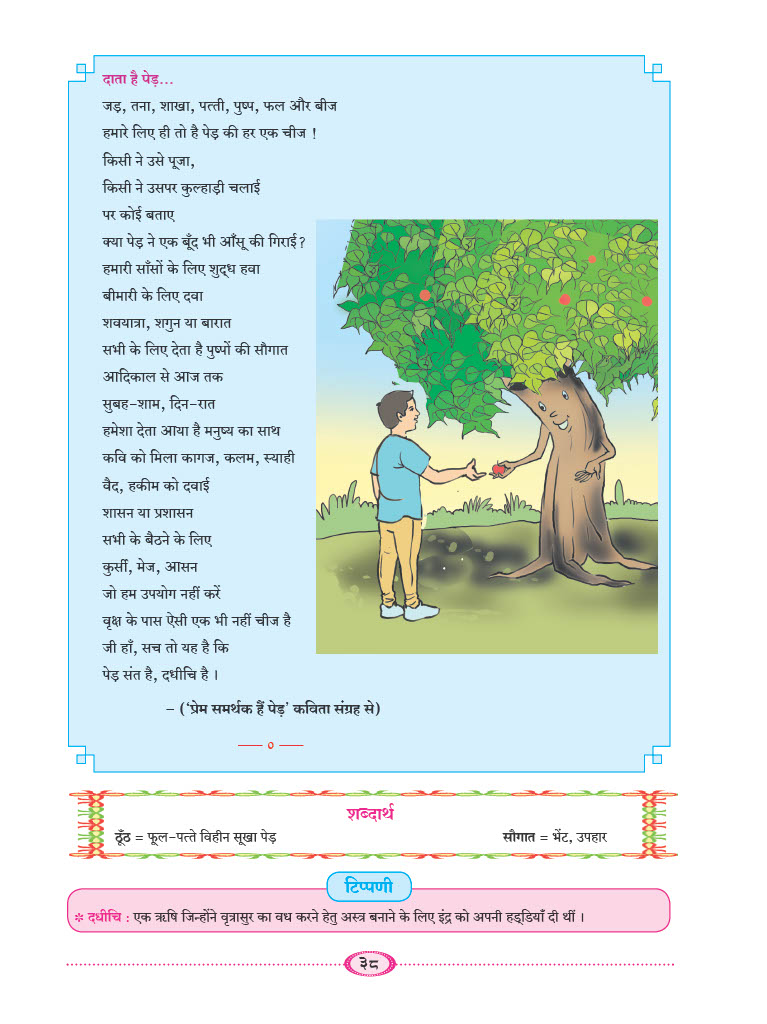 दाता है पेड़...
जड़, तना, शाखा, पत्ती, पुष्प, फल और बीज
हमारे लिए ही तो है पेड़ की हर एक चीज !
किसी ने उसे पूजा,
किसी ने उसपर कुल्हाड़ी चलाई
पर कोई बताए
क्या पेड़ ने एक बूँद भी आँसू की गिराई ?
हमारी साँसों के लिए शुद्ध हवा
बीमारी के लिए दवा
शवयात्रा, शगुन या बारात
सभी के लिए देता है पुष्पों की सौगात
आदिकाल से आज तक
सुबह-शाम, दिन-रात
हमेशा देता आया है मनुष्य का साथ
कवि को मिला कागज, कलम, स्याही
वैद, हकीम को दवाई
शासन या प्रशासन
सभी के बैठने के लिए
कुर्सी, मेज, आसन
जो हम उपयोग नहीं करें
वृक्ष के पास ऐसी एक भी नहीं चीज है
जी हाँ, सच तो यह है कि
पेड़ संत है, दधीचि है ।
– (‘प्रेम समर्थक हैं पेड़’ कविता संग्रह से)
— ० —
शब्दार्थ
ठूँठ = फूल-पत्ते विहीन सूखा पेड़ सौगात = भेंट, उपहार
टिप्पणी
* दधीचि : एक ऋषि जिन्होंने वृत्रासुर का वध करने हेतु अस्त्र बनाने के लिए इंद्र को अपनी हड्डियाँ दी थीं ।
३८